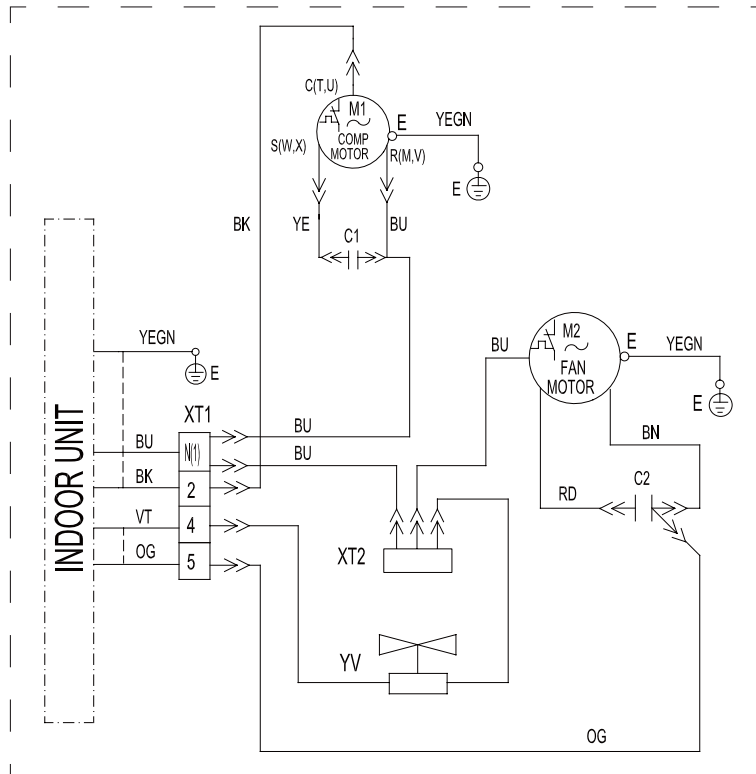 C(T,U)
M1
COMP
MOTOR
E
YEGN
S(W,X)
R(M,V)
E
BK
YE
BU
C1
YEGN
E
BU
M2
FAN
MOTOR
E
YEGN
E
XT1
BU
BU
N(1)
BU
BK
2
VT
4
OG
5
BN
RD
C2
XT2
YV
OG
INDOOR UNIT